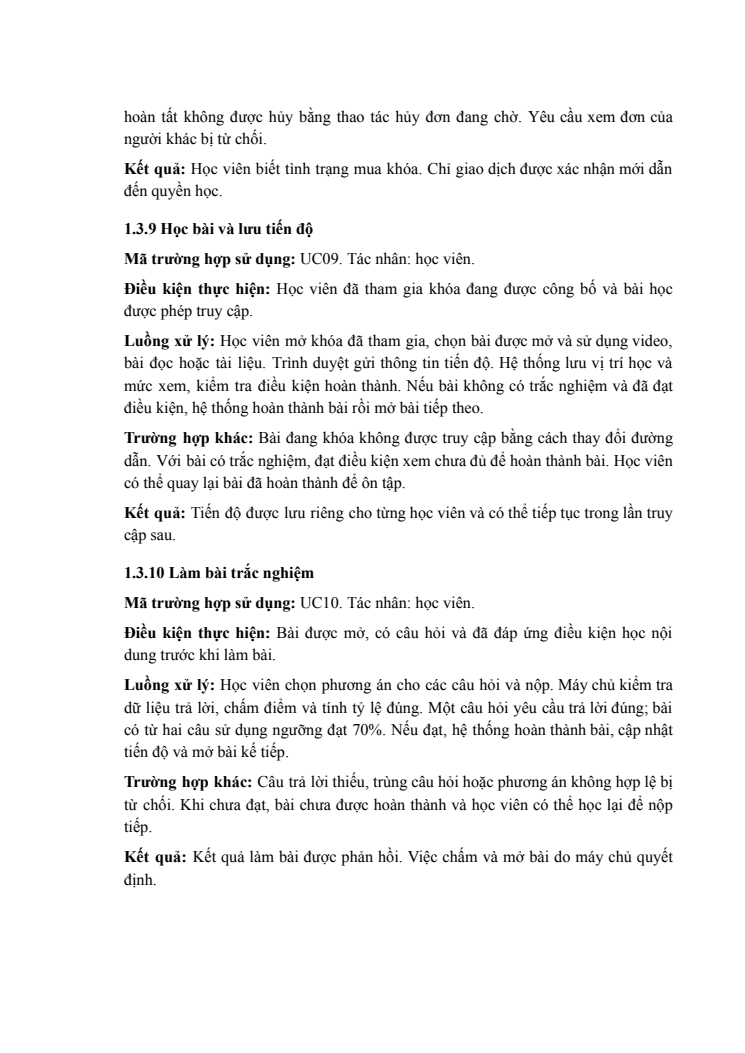 hoàn tất không được hủy bằng thao tác hủy đơn đang chờ. Yêu cầu xem đơn của
người khác bị từ chối.
Kết quả: Học viên biết tình trạng mua khóa. Chỉ giao dịch được xác nhận mới dẫn
đến quyền học.
1.3.9 Học bài và lưu tiến độ
Mã trường hợp sử dụng: UC09. Tác nhân: học viên.
Điều kiện thực hiện: Học viên đã tham gia khóa đang được công bố và bài học
được phép truy cập.
Luồng xử lý: Học viên mở khóa đã tham gia, chọn bài được mở và sử dụng video,
bài đọc hoặc tài liệu. Trình duyệt gửi thông tin tiến độ. Hệ thống lưu vị trí học và
mức xem, kiểm tra điều kiện hoàn thành. Nếu bài không có trắc nghiệm và đã đạt
điều kiện, hệ thống hoàn thành bài rồi mở bài tiếp theo.
Trường hợp khác: Bài đang khóa không được truy cập bằng cách thay đổi đường
dẫn. Với bài có trắc nghiệm, đạt điều kiện xem chưa đủ để hoàn thành bài. Học viên
có thể quay lại bài đã hoàn thành để ôn tập.
Kết quả: Tiến độ được lưu riêng cho từng học viên và có thể tiếp tục trong lần truy
cập sau.
1.3.10 Làm bài trắc nghiệm
Mã trường hợp sử dụng: UC10. Tác nhân: học viên.
Điều kiện thực hiện: Bài được mở, có câu hỏi và đã đáp ứng điều kiện học nội
dung trước khi làm bài.
Luồng xử lý: Học viên chọn phương án cho các câu hỏi và nộp. Máy chủ kiểm tra
dữ liệu trả lời, chấm điểm và tính tỷ lệ đúng. Một câu hỏi yêu cầu trả lời đúng; bài
có từ hai câu sử dụng ngưỡng đạt 70%. Nếu đạt, hệ thống hoàn thành bài, cập nhật
tiến độ và mở bài kế tiếp.
Trường hợp khác: Câu trả lời thiếu, trùng câu hỏi hoặc phương án không hợp lệ bị
từ chối. Khi chưa đạt, bài chưa được hoàn thành và học viên có thể học lại để nộp
tiếp.
Kết quả: Kết quả làm bài được phản hồi. Việc chấm và mở bài do máy chủ quyết
định.